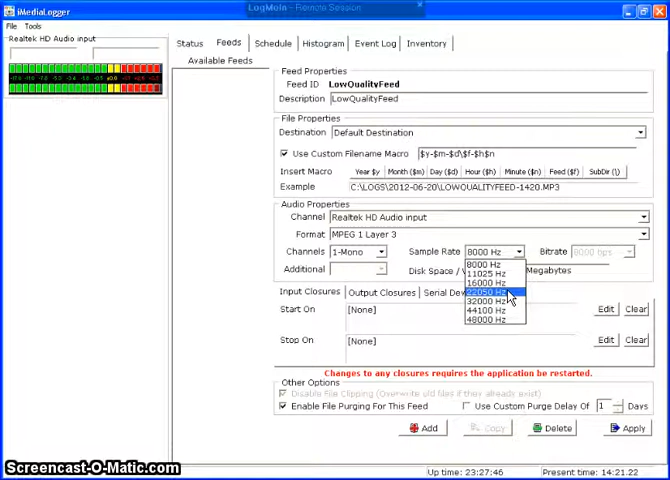 LogMeIn - Remote Session
iMediaLogger
File Tools
Realtek HD Audio input
Status Feeds Schedule Histogram Event Log Inventory
Available Feeds
Feed Properties
Feed ID LowQualityFeed
Description LowQualityFeed
File Properties
Destination Default Destination
Use Custom Filename Macro $y-$m-$d\$f-$h$n
Insert Macro Year $y Month ($m) Day ($d) Hour ($h) Minute ($n) Feed ($f) SubDir (\)
Example C:\LOGS\2012-06-20\LOWQUALITYFEED-1420.MP3
Audio Properties
Channel Realtek HD Audio input
Format MPEG 1 Layer 3
Channels 1-Mono Sample Rate 8000 Hz Bitrate 8000 bps
8000 Hz
Additional Disk Space / 11025 Hz Megabytes
16000 Hz
Input Closures Output Closures Serial 22050 Hz
32000 Hz
Start On [None] 44100 Hz Edit Clear
48000 Hz
Stop On [None] Edit Clear
Changes to any closures requires the application be restarted.
Other Options
Disable File Clipping (Overwrite old files if they already exist)
Enable File Purging For This Feed Use Custom Purge Delay Of 1 Days
Add Copy Delete Apply
Screencast-O-Matic.com
Up time: 23:27:46 Present time: 14:21.22